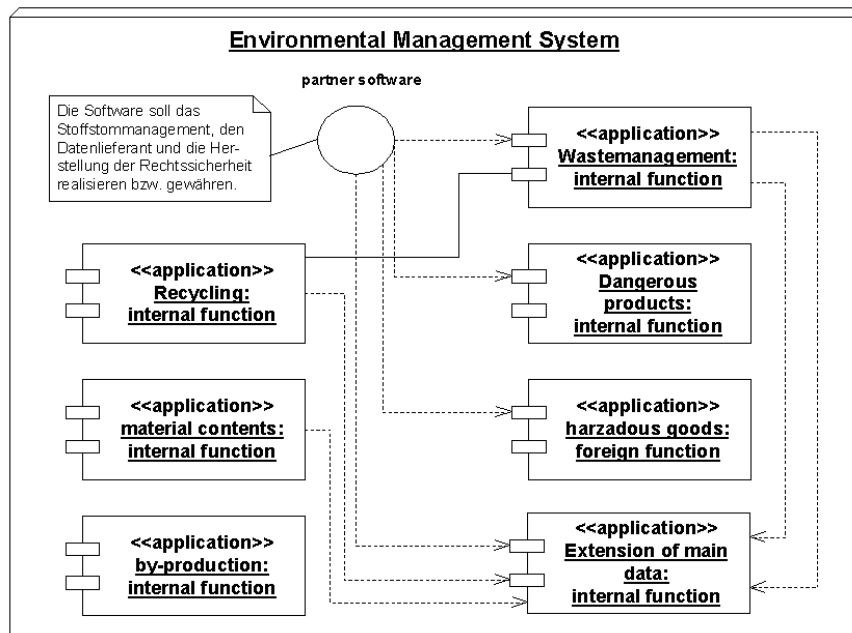 Environmental Management System
partner software
Die Software soll das
Stoffstommanagement, den
Datenlieferant und die Her-
stellung der Rechtssicherheit
realisieren bzw. gewähren.
<<application>>
Wastemanagement:
internal function
<<application>>
Recycling:
internal function
<<application>>
Dangerous
products:
internal function
<<application>>
material contents:
internal function
<<application>>
harzadous goods:
foreign function
<<application>>
by-production:
internal function
<<application>>
Extension of main
data:
internal function